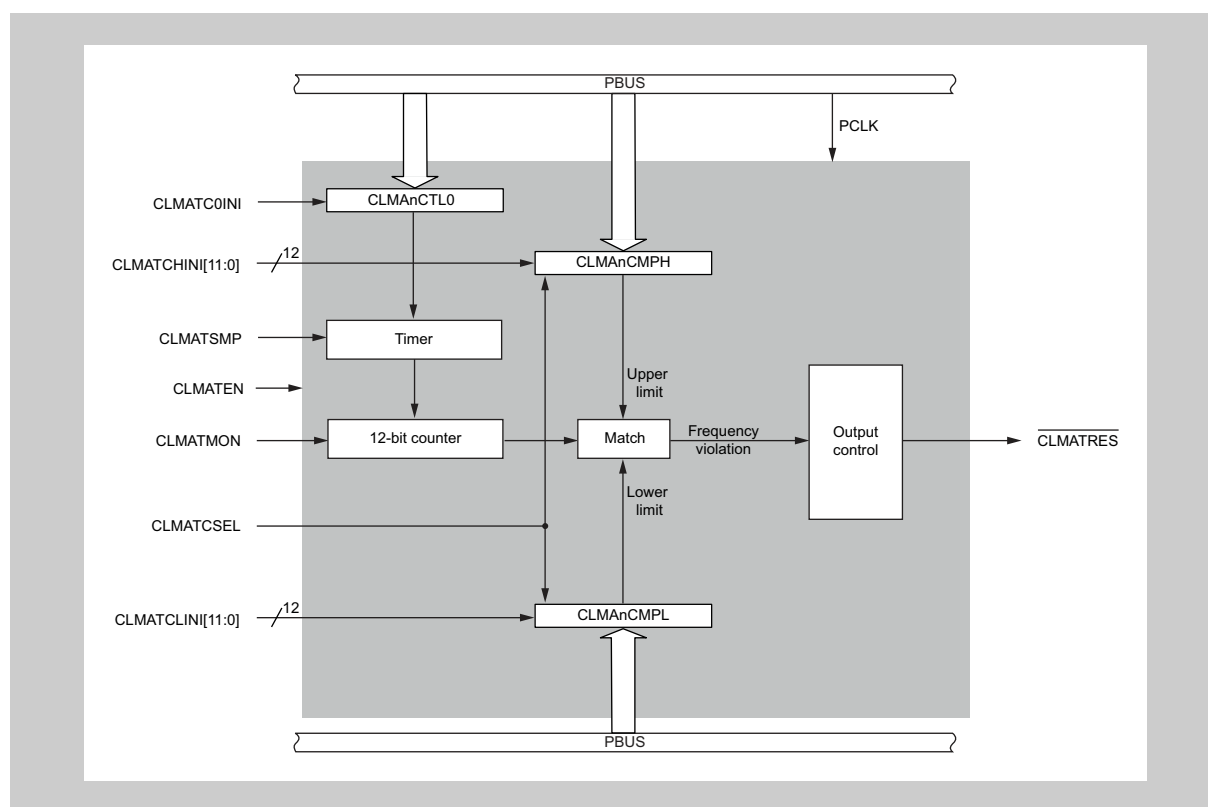 PBUS
PCLK
CLMATC0INI
CLMAnCTL0
CLMATCHINI[11:0]
12
CLMAnCMPH
CLMATSMP
Timer
Upper
limit
CLMATEN
CLMATMON
12-bit counter
Match
Frequency
violation
Output
control
CLMATRES
Lower
limit
CLMATCSEL
CLMATCLINI[11:0]
12
CLMAnCMPL
PBUS